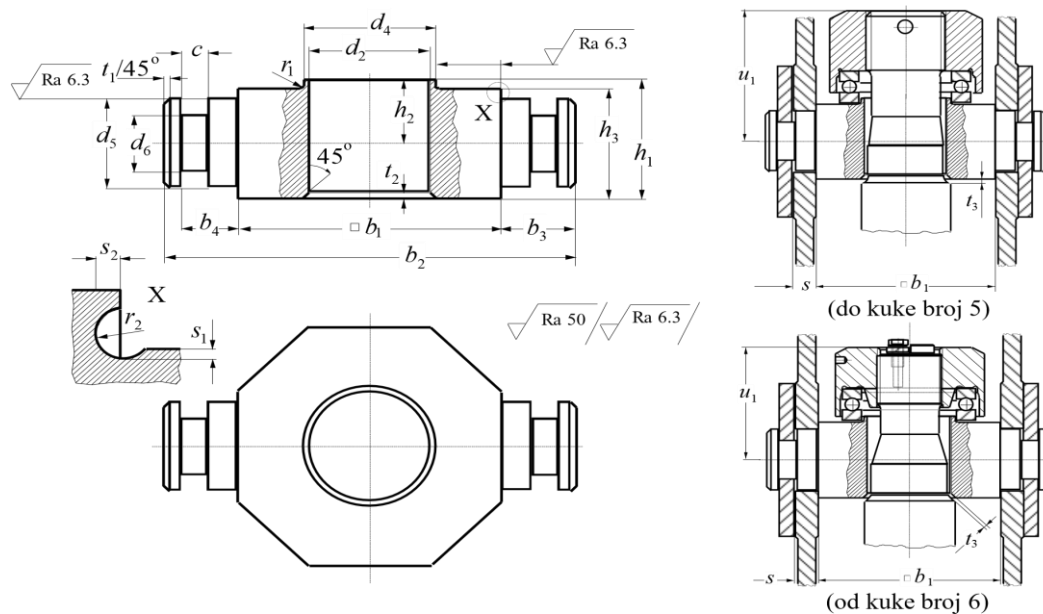 d₄
d₂
Ra 6.3
Ra 6.3
c
t₁/45°
r₁
X
h₂
h₃
h₁
d₅
d₆
45°
t₂
b₄
□ b₁
b₃
b₂
s₂
X
r₂
s₁
Ra 50
Ra 6.3
u₁
t₃
s
□ b₁
(do kuke broj 5)
u₁
t₃
s
□ b₁
(od kuke broj 6)